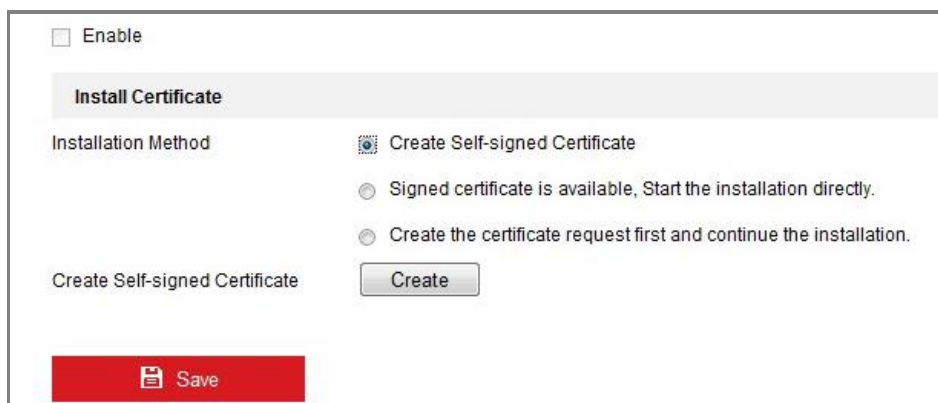 Enable
Install Certificate
Installation Method
Create Self-signed Certificate
Signed certificate is available, Start the installation directly.
Create the certificate request first and continue the installation.
Create Self-signed Certificate
Create
Save